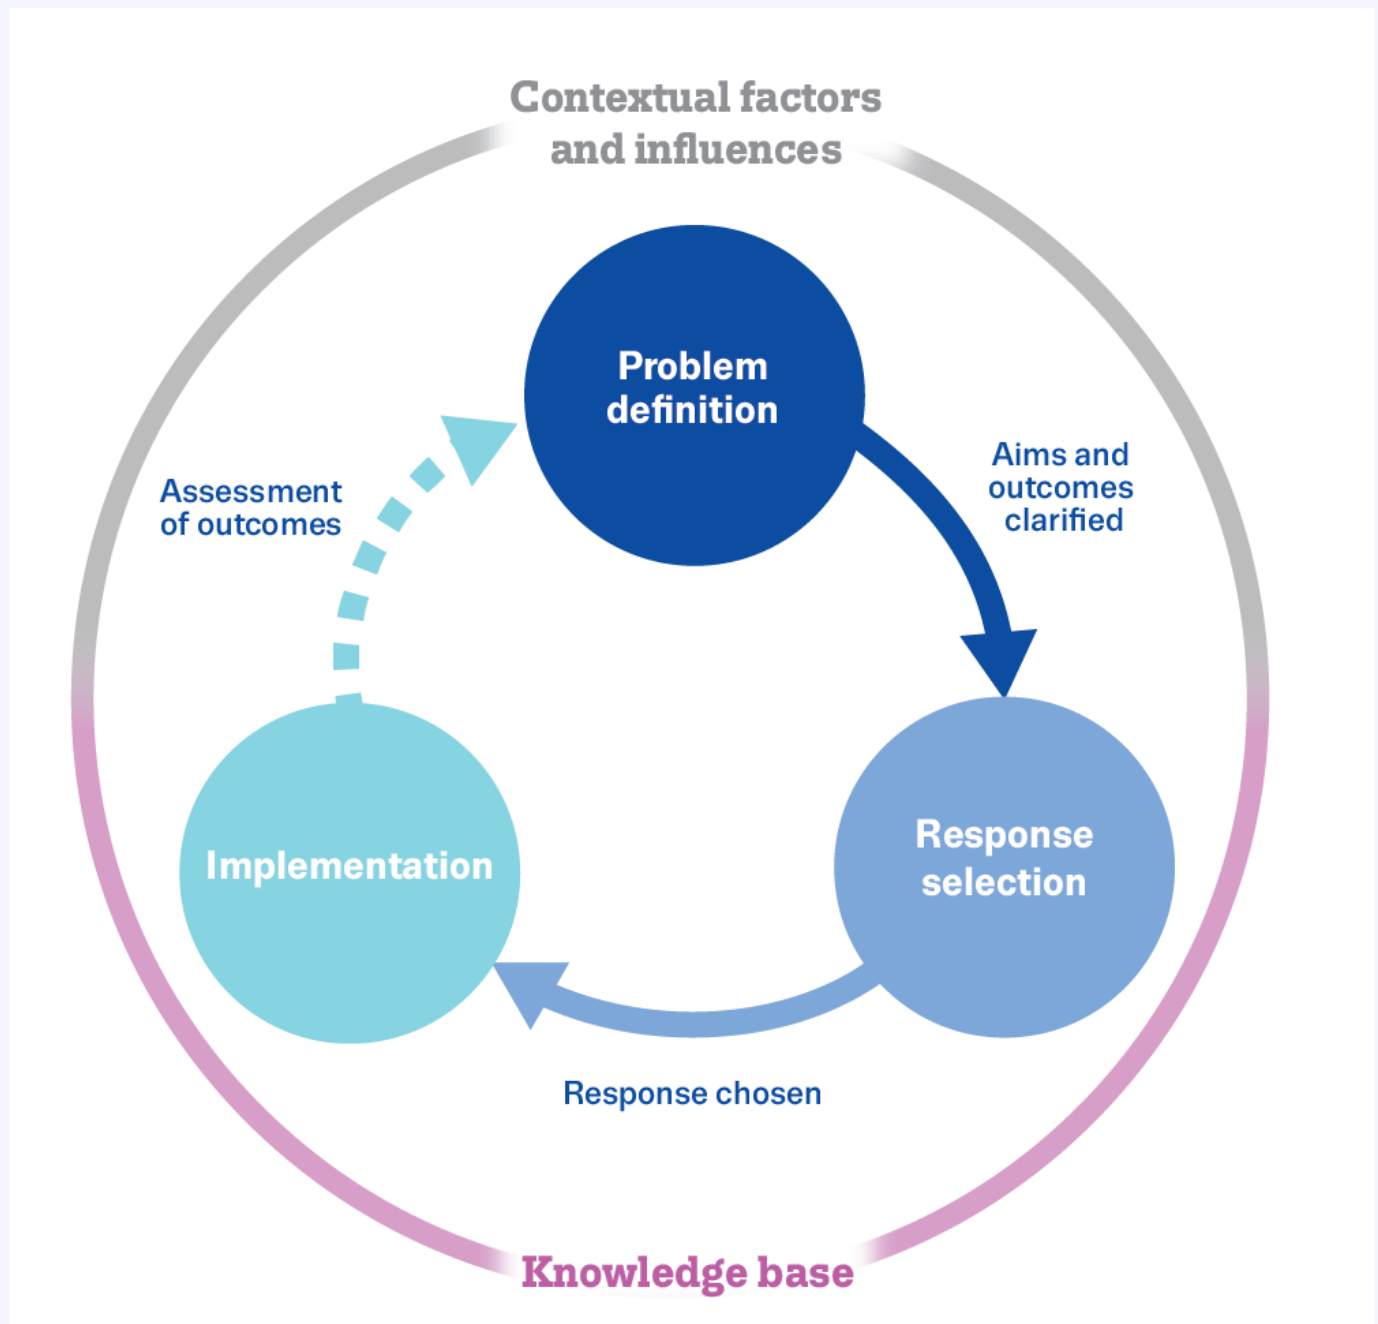 Contextual factors
and influences
Problem
definition
Aims and
outcomes
clarified
Assessment
of outcomes
Response
selection
Implementation
Response chosen
Knowledge base